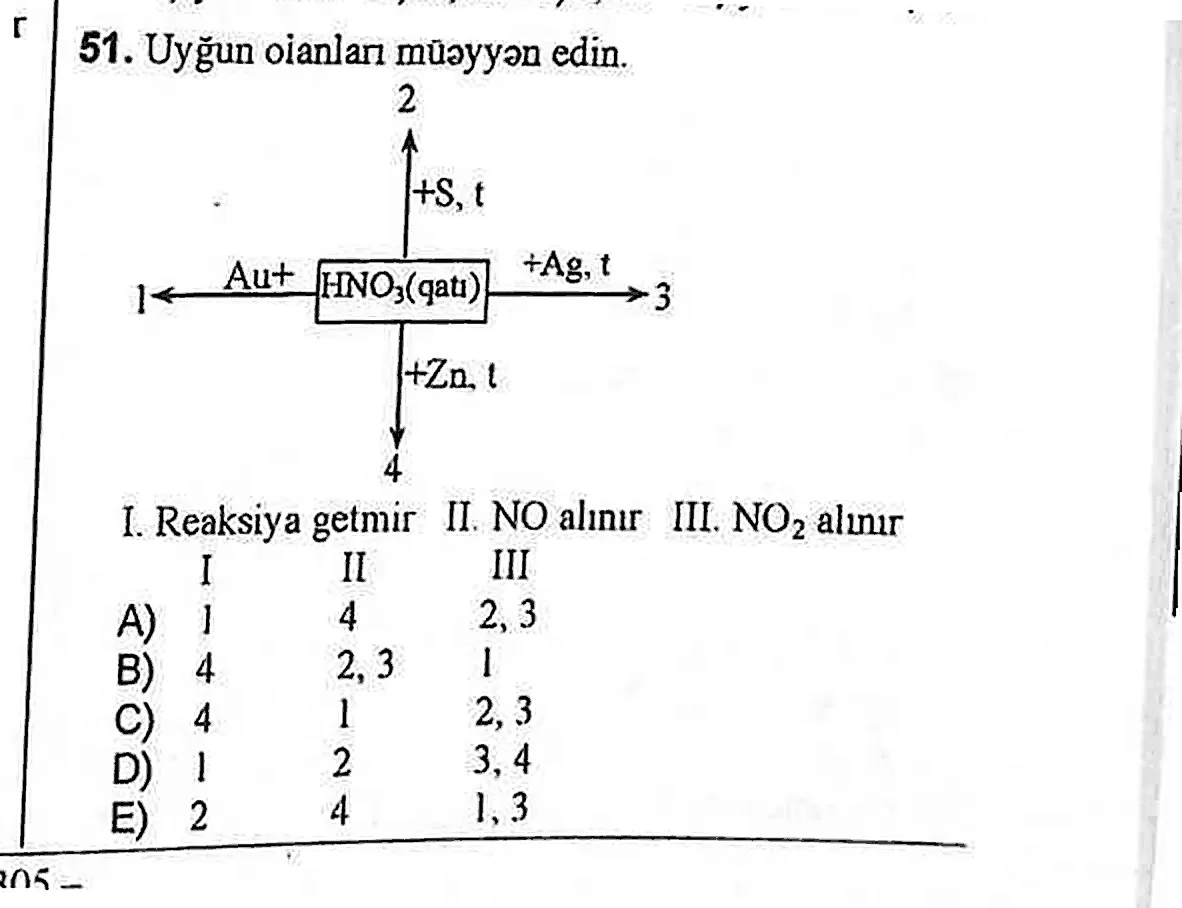 r
51. Uyğun olanları müəyyən edin.
2
+S, t
1 Au+ HNO₃(qatı) +Ag, t 3
+Zn, t
4
I. Reaksiya getmir II. NO alınır III. NO₂ alınır
I II III
A) 1 4 2, 3
B) 4 2, 3 1
C) 4 1 2, 3
D) 1 2 3, 4
E) 2 4 1, 3
305 –